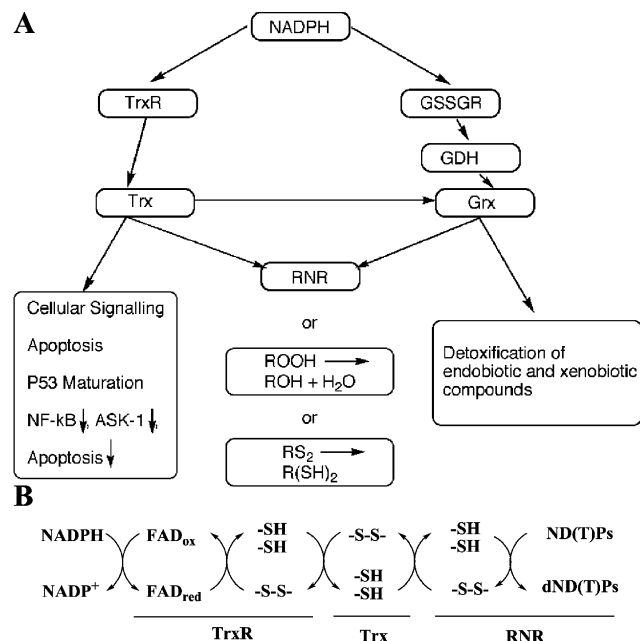 A
NADPH
TrxR
GSSGR
GDH
Trx
Grx
RNR
Cellular Signalling
Apoptosis
P53 Maturation
NF-kB↓, ASK-1↓,
Apoptosis↓
or
ROOH →
ROH + H₂O
or
RS₂ →
R(SH)₂
Detoxification of
endobiotic and xenobiotic
compounds
B
NADPH FADox -SH -S-S- -SH ND(T)Ps
-SH -SH
NADP⁺ FADred -S-S- -SH -S-S- dND(T)Ps
-SH
TrxR Trx RNR